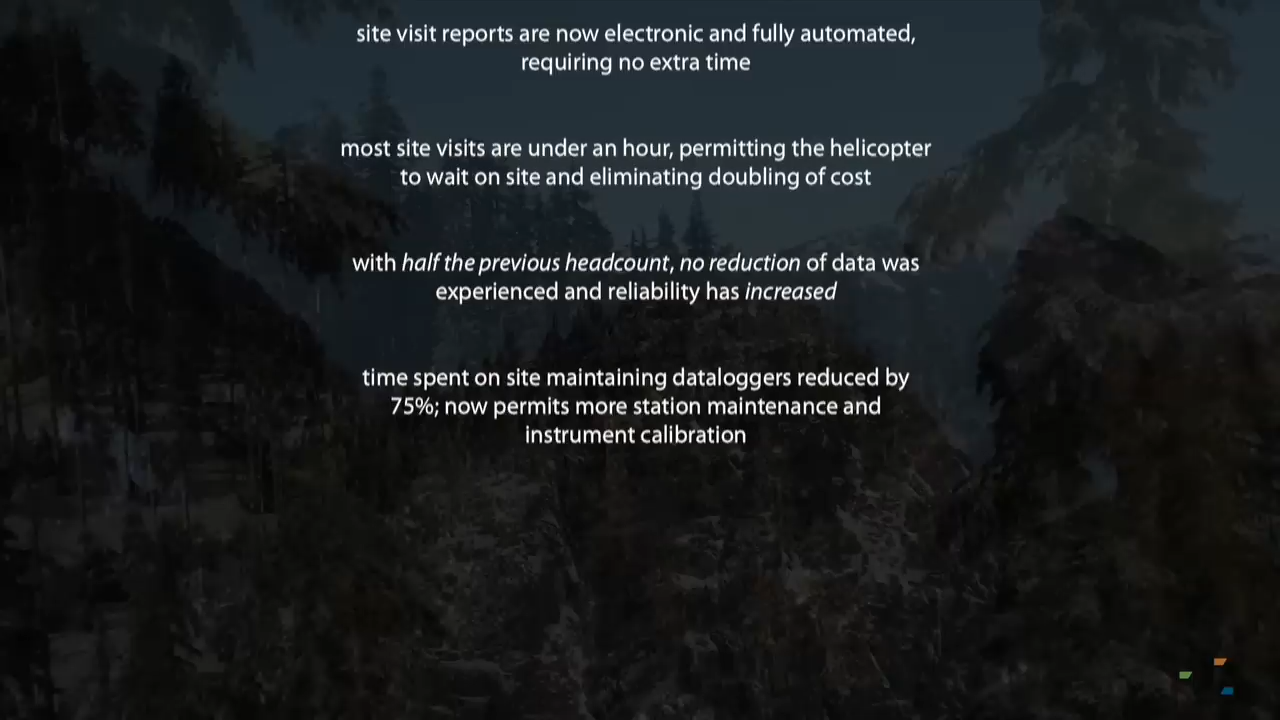 site visit reports are now electronic and fully automated,
requiring no extra time
most site visits are under an hour, permitting the helicopter
to wait on site and eliminating doubling of cost
with half the previous headcount, no reduction of data was
experienced and reliability has increased
time spent on site maintaining dataloggers reduced by
75%; now permits more station maintenance and
instrument calibration